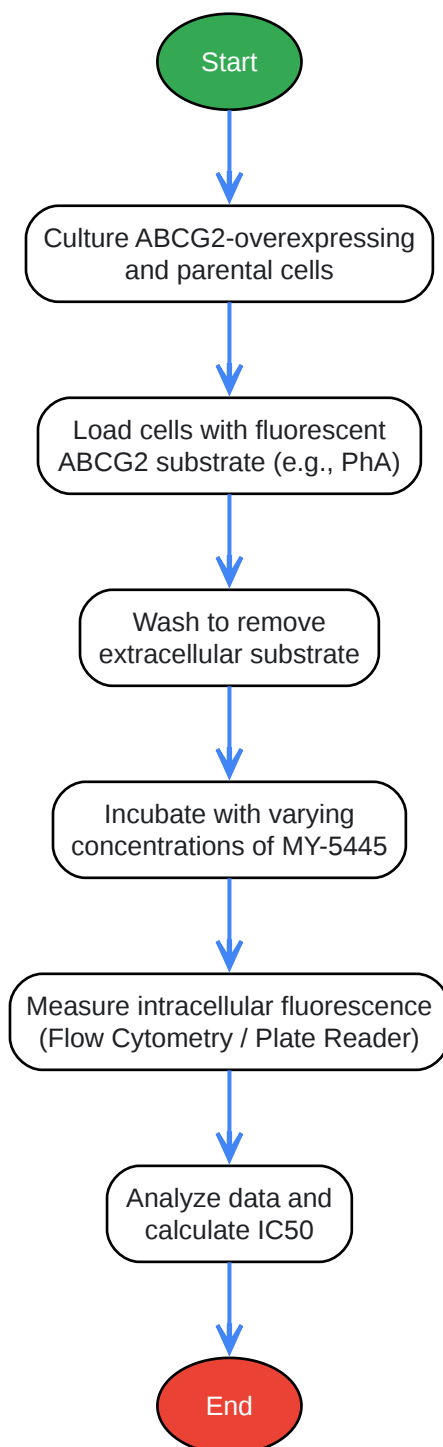 Start
Culture ABCG2-overexpressing
and parental cells
Load cells with fluorescent
ABCG2 substrate (e.g., PhA)
Wash to remove
extracellular substrate
Incubate with varying
concentrations of MY-5445
Measure intracellular fluorescence
(Flow Cytometry / Plate Reader)
Analyze data and
calculate IC50
End